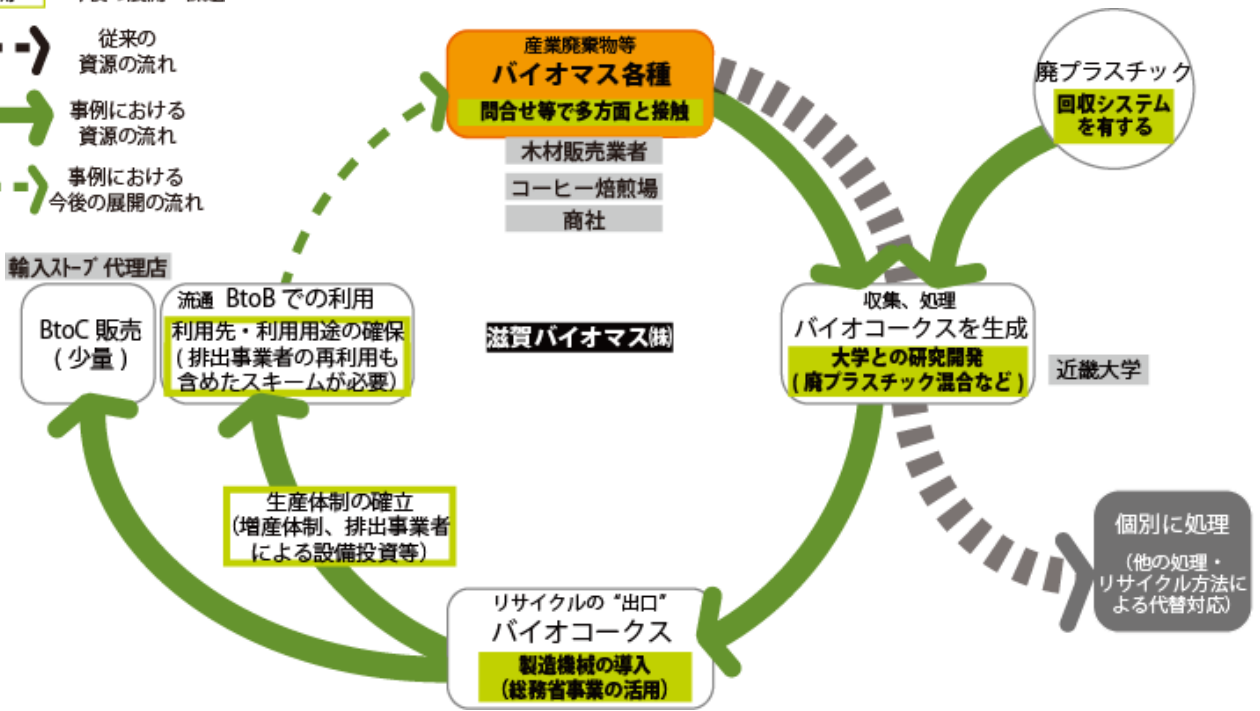 従来の
資源の流れ
事例における
資源の流れ
事例における
今後の展開の流れ
産業廃棄物等
バイオマス各種
問合せ等で多方面と接触
木材販売業者
コーヒー焙煎場
商社
廃プラスチック
回収システム
を有する
輸入ストーブ代理店
BtoC 販売
(少量)
流通 BtoB での利用
利用先・利用用途の確保
(排出事業者の再利用も
含めたスキームが必要)
滋賀バイオマス㈱
収集、処理
バイオコークスを生成
大学との研究開発
(廃プラスチック混合など)
近畿大学
生産体制の確立
(増産体制、排出事業者
による設備投資等)
個別に処理
(他の処理・
リサイクル方法に
よる代替対応)
リサイクルの“出口”
バイオコークス
製造機械の導入
(総務省事業の活用)